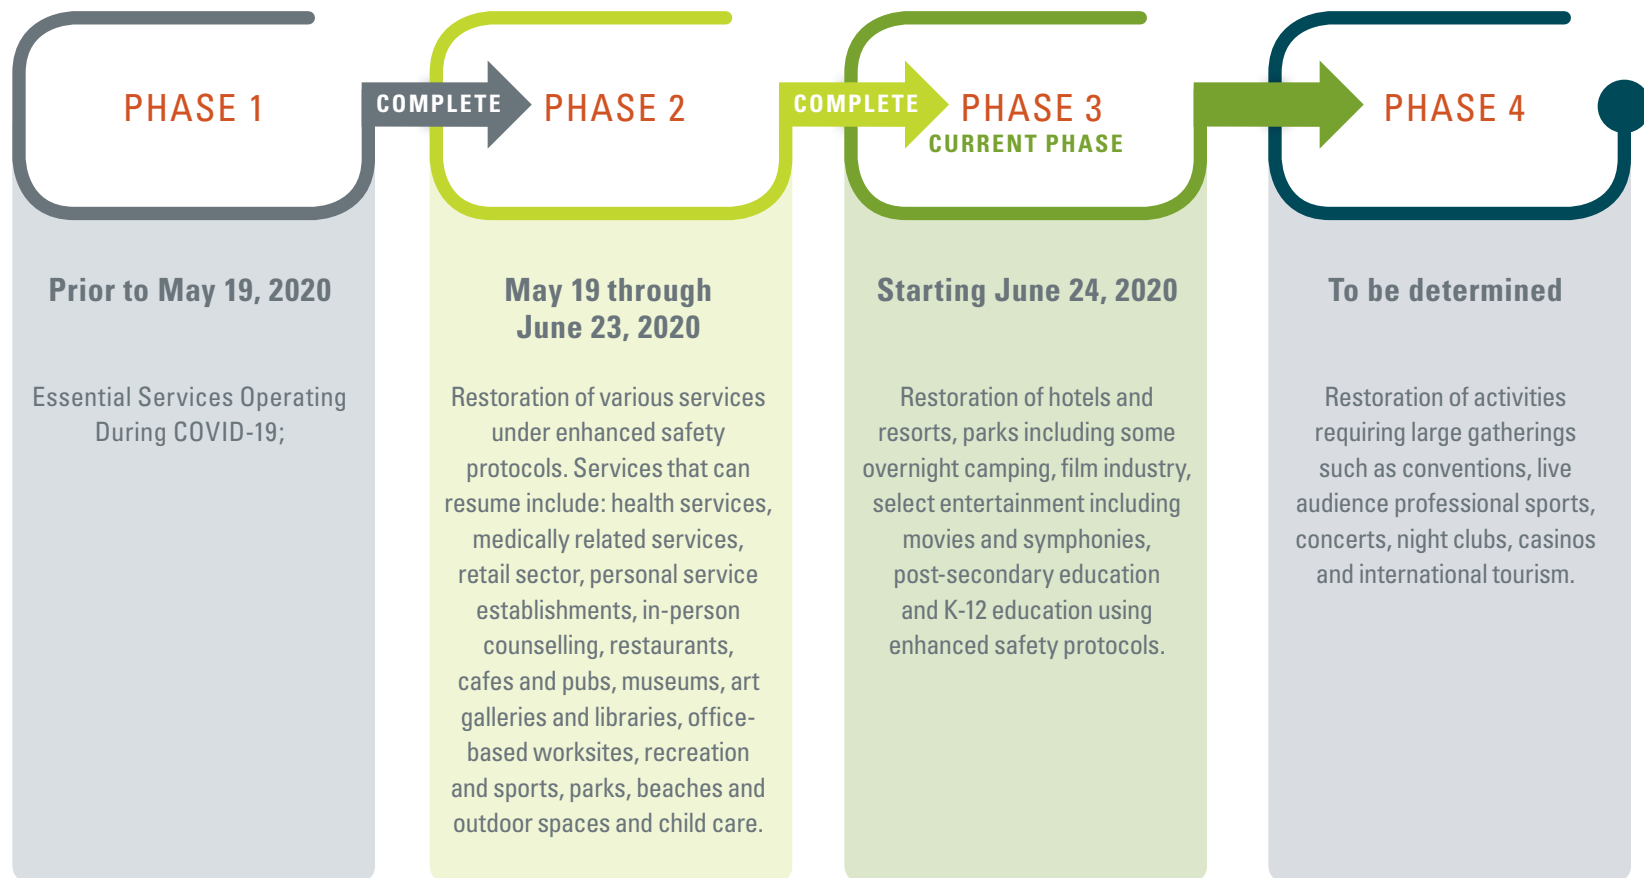 PHASE 1
COMPLETE
PHASE 2
COMPLETE
PHASE 3
CURRENT PHASE
PHASE 4
Prior to May 19, 2020
Essential Services Operating
During COVID-19;
May 19 through
June 23, 2020
Restoration of various services
under enhanced safety
protocols. Services that can
resume include: health services,
medically related services,
retail sector, personal service
establishments, in-person
counselling, restaurants,
cafes and pubs, museums, art
galleries and libraries, office-
based worksites, recreation
and sports, parks, beaches and
outdoor spaces and child care.
Starting June 24, 2020
Restoration of hotels and
resorts, parks including some
overnight camping, film industry,
select entertainment including
movies and symphonies,
post-secondary education
and K-12 education using
enhanced safety protocols.
To be determined
Restoration of activities
requiring large gatherings
such as conventions, live
audience professional sports,
concerts, night clubs, casinos
and international tourism.